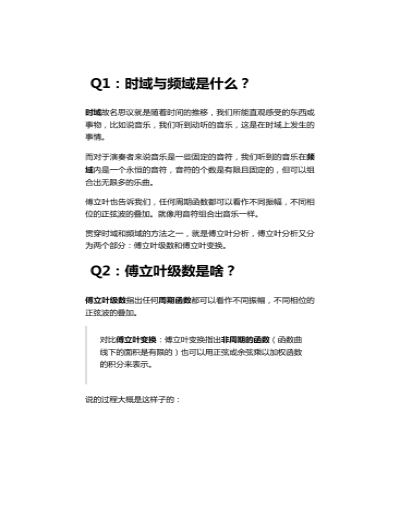 Q1：时域与频域是什么？
时域故名思议就是随着时间的推移，我们所能直观感受的东西或
事物，比如说音乐，我们听到动听的音乐，这是在时域上发生的
事情。
而对于演奏者来说音乐是一些固定的音符，我们听到的音乐在频
域内是一个永恒的音符，音符的个数是有限且固定的，但可以组
合出无限多的乐曲。
傅立叶也告诉我们，任何周期函数都可以看作不同振幅，不同相
位的正弦波的叠加。就像用音符组合出音乐一样。
贯穿时域和频域的方法之一，就是傅立叶分析，傅立叶分析又分
为两个部分：傅立叶级数和傅立叶变换。
Q2：傅立叶级数是啥？
傅立叶级数指出任何周期函数都可以看作不同振幅，不同相位的
正弦波的叠加。
对比傅立叶变换：傅立叶变换指出非周期的函数（函数曲
线下的面积是有限的）也可以用正弦或余弦乘以加权函数
的积分来表示。
说的过程大概是这样子的：